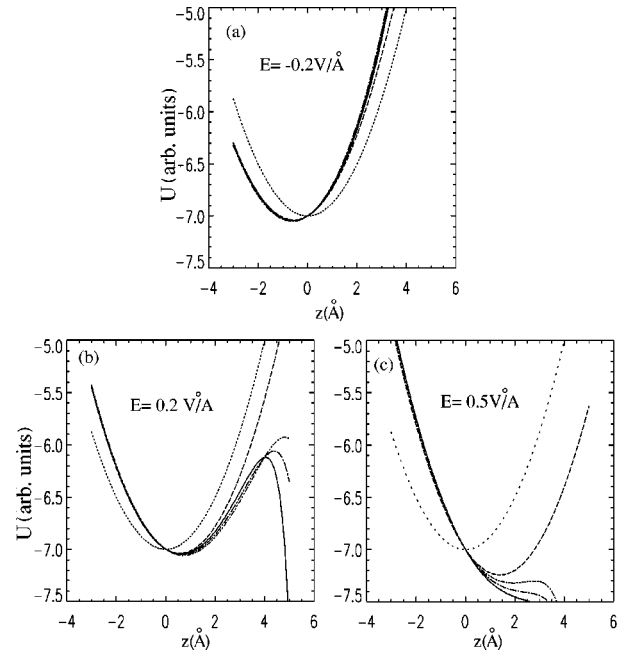 (a)
E= -0.2V/Å
U (arb. units)
-5.0
-5.5
-6.0
-6.5
-7.0
-7.5
-4 -2 0 2 4 6
z(Å)
(b)
E= 0.2 V/Å
U (arb. units)
-5.0
-5.5
-6.0
-6.5
-7.0
-7.5
-4 -2 0 2 4 6
z(Å)
(c)
E= 0.5V/Å
-5.0
-5.5
-6.0
-6.5
-7.0
-7.5
-4 -2 0 2 4 6
z(Å)